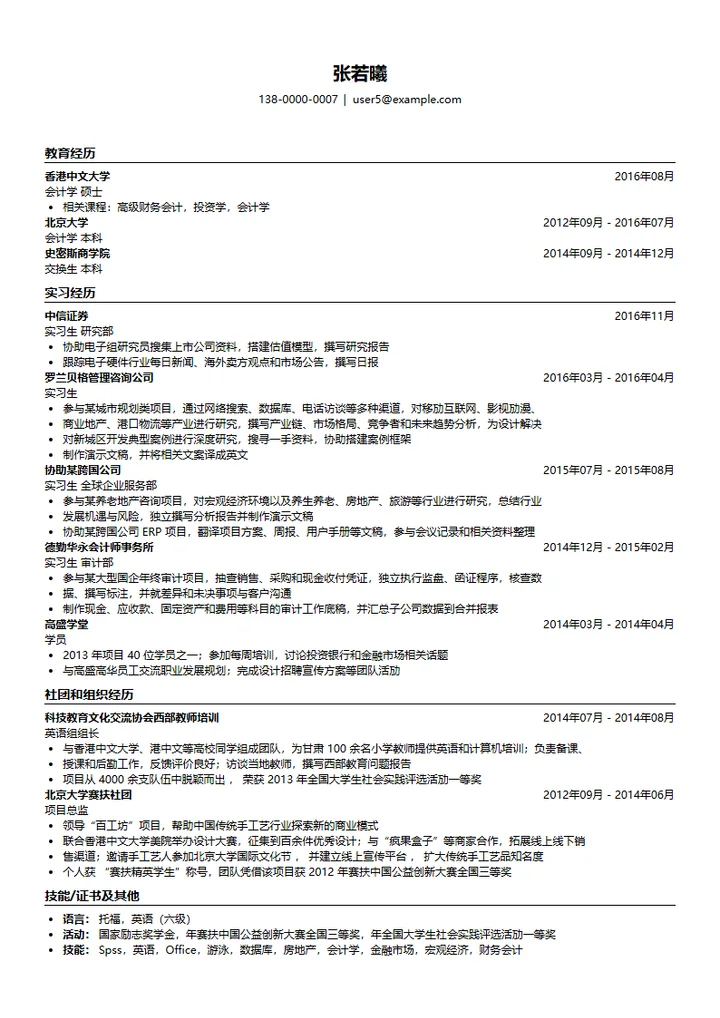 张若曦
138-0000-0007 | user5@example.com
教育经历
香港中文大学 2016年08月
会计学 硕士
• 相关课程：高级财务会计，投资学，会计学
北京大学 2012年09月 - 2016年07月
会计学 本科
史密斯商学院 2014年09月 - 2014年12月
交换生 本科
实习经历
中信证券 2016年11月
实习生 研究部
• 协助电子组研究员搜集上市公司资料，搭建估值模型，撰写研究报告
• 跟踪电子硬件行业每日新闻、海外卖方观点和市场公告，撰写日报
罗兰贝格管理咨询公司 2016年03月 - 2016年04月
实习生
• 参与某城市规划类项目，通过网络搜索、数据库、电话访谈等多种渠道，对移劢互联网、影视劢漫、
• 商业地产、港口物流等产业进行研究，撰写产业链、市场格局、竞争者和未来趋势分析，为设计解决
• 对新城区开发典型案例进行深度研究，搜寻一手资料，协助搭建案例框架
• 制作演示文稿，并将相关文案译成英文
协助某跨国公司 2015年07月 - 2015年08月
实习生 全球企业服务部
• 参与某养老地产咨询项目，对宏观经济环境以及养生养老、房地产、旅游等行业进行研究，总结行业
• 发展机遇与风险，独立撰写分析报告并制作演示文稿
• 协助某跨国公司 ERP 项目，翻译项目方案、周报、用户手册等文稿，参与会议记录和相关资料整理
德勤华永会计师事务所 2014年12月 - 2015年02月
实习生 审计部
• 参与某大型国企年终审计项目，抽查销售、采购和现金收付凭证，独立执行监盘、函证程序，核查数
• 据、撰写标注，并就差异和未决事项与客户沟通
• 制作现金、应收款、固定资产和费用等科目的审计工作底稿，并汇总子公司数据到合并报表
高盛学堂 2014年03月 - 2014年04月
学员
• 2013 年项目 40 位学员之一；参加每周培训，讨论投资银行和金融市场相关话题
• 与高盛高华员工交流职业发展规划；完成设计招聘宣传方案等团队活动
社团和组织经历
科技教育文化交流协会西部教师培训 2014年07月 - 2014年08月
英语组组长
• 与香港中文大学、港中文等高校同学组成团队，为甘肃 100 余名小学教师提供英语和计算机培训；负责备课、
• 授课和后勤工作，反馈评价良好；访谈当地教师，撰写西部教育问题报告
• 项目从 4000 余支队伍中脱颖而出 ， 荣获 2013 年全国大学生社会实践评选活动一等奖
北京大学赛扶社团 2012年09月 - 2014年06月
项目总监
• 领导“百工坊”项目，帮助中国传统手工艺行业探索新的商业模式
• 联合香港中文大学美院举办设计大赛，征集到百余件优秀设计；与“疯果盒子”等商家合作，拓展线上线下销
• 售渠道；邀请手工艺人参加北京大学国际文化节 ， 并建立线上宣传平台 ， 扩大传统手工艺品知名度
• 个人获 “赛扶精英学生”称号，团队凭借该项目获 2012 年赛扶中国公益创新大赛全国三等奖
技能/证书及其他
• 语言： 托福，英语（六级）
• 活动： 国家励志奖学金，年赛扶中国公益创新大赛全国三等奖，年全国大学生社会实践评选活动一等奖
• 技能： Spss，英语，Office，游泳，数据库，房地产，会计学，金融市场，宏观经济，财务会计